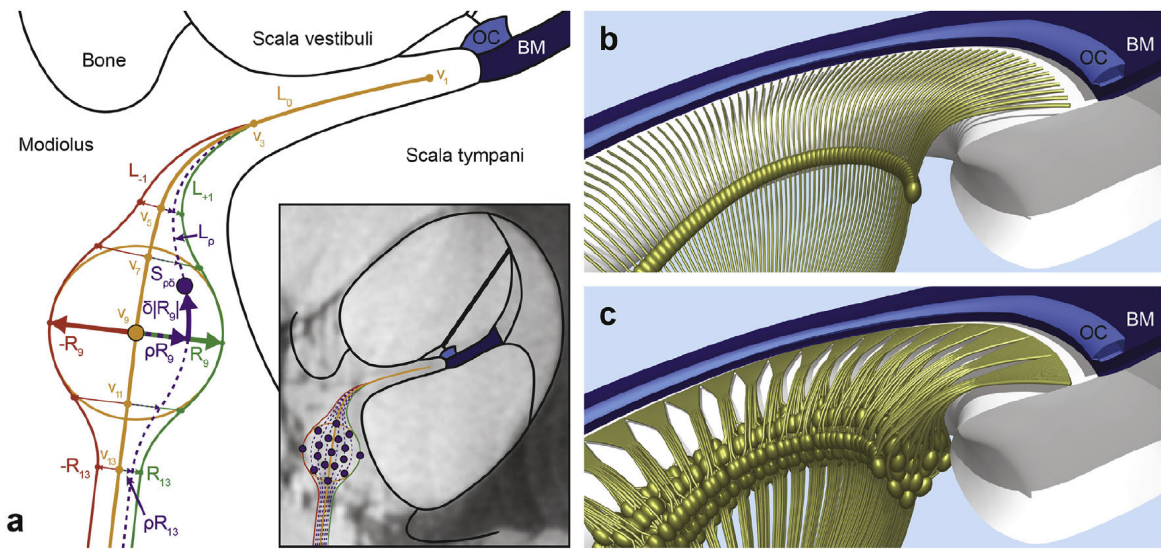 Bone
Scala vestibuli
OC
BM
v₁
L₀
v₃
Modiolus
Scala tympani
L₋₁
L₊₁
v₅
Lρ
v₇
Sρδ
δ|R₉|
v₉
-R₉
ρR₉
R₉
v₁₁
v₁₃
-R₁₃
R₁₃
ρR₁₃
a
b
OC
BM
c
OC
BM